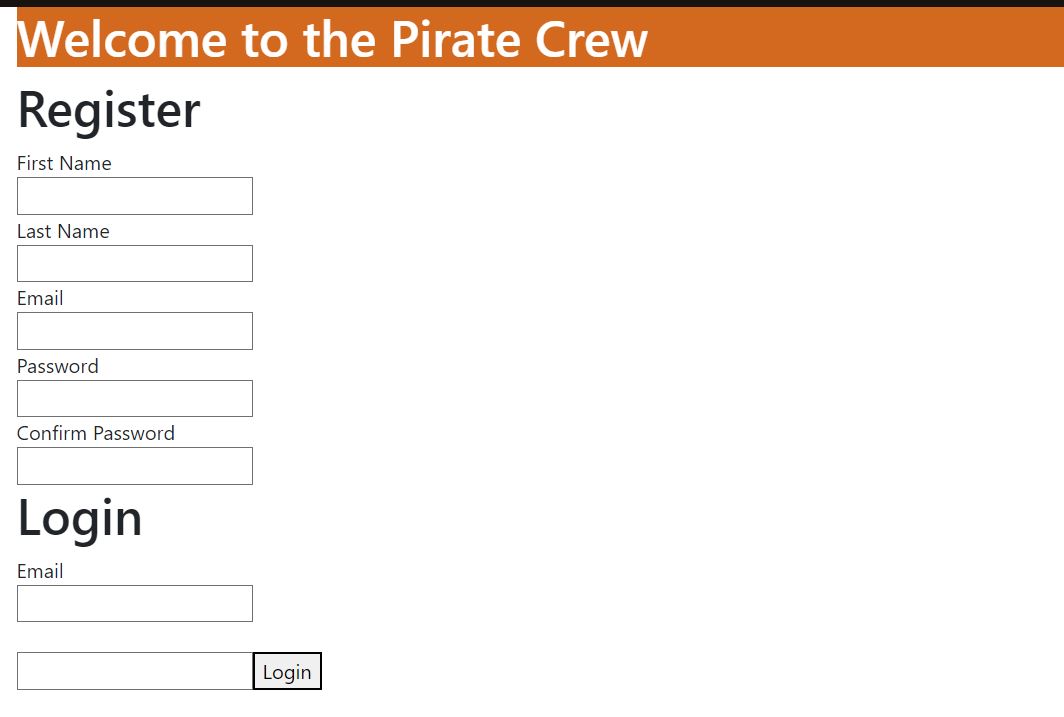 Welcome to the Pirate Crew
Register
First Name
Last Name
Email
Password
Confirm Password
Login
Email
Login